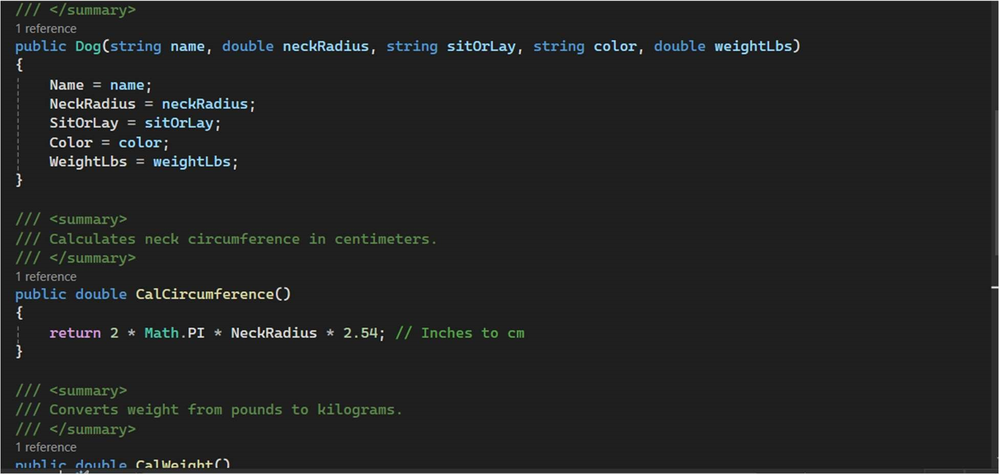 /// </summary>
1 reference
public Dog(string name, double neckRadius, string sitOrLay, string color, double weightLbs)
{
Name = name;
NeckRadius = neckRadius;
SitOrLay = sitOrLay;
Color = color;
WeightLbs = weightLbs;
}
/// <summary>
/// Calculates neck circumference in centimeters.
/// </summary>
1 reference
public double CalCircumference()
{
return 2 * Math.PI * NeckRadius * 2.54; // Inches to cm
}
/// <summary>
/// Converts weight from pounds to kilograms.
/// </summary>
1 reference
public double CalWeight()